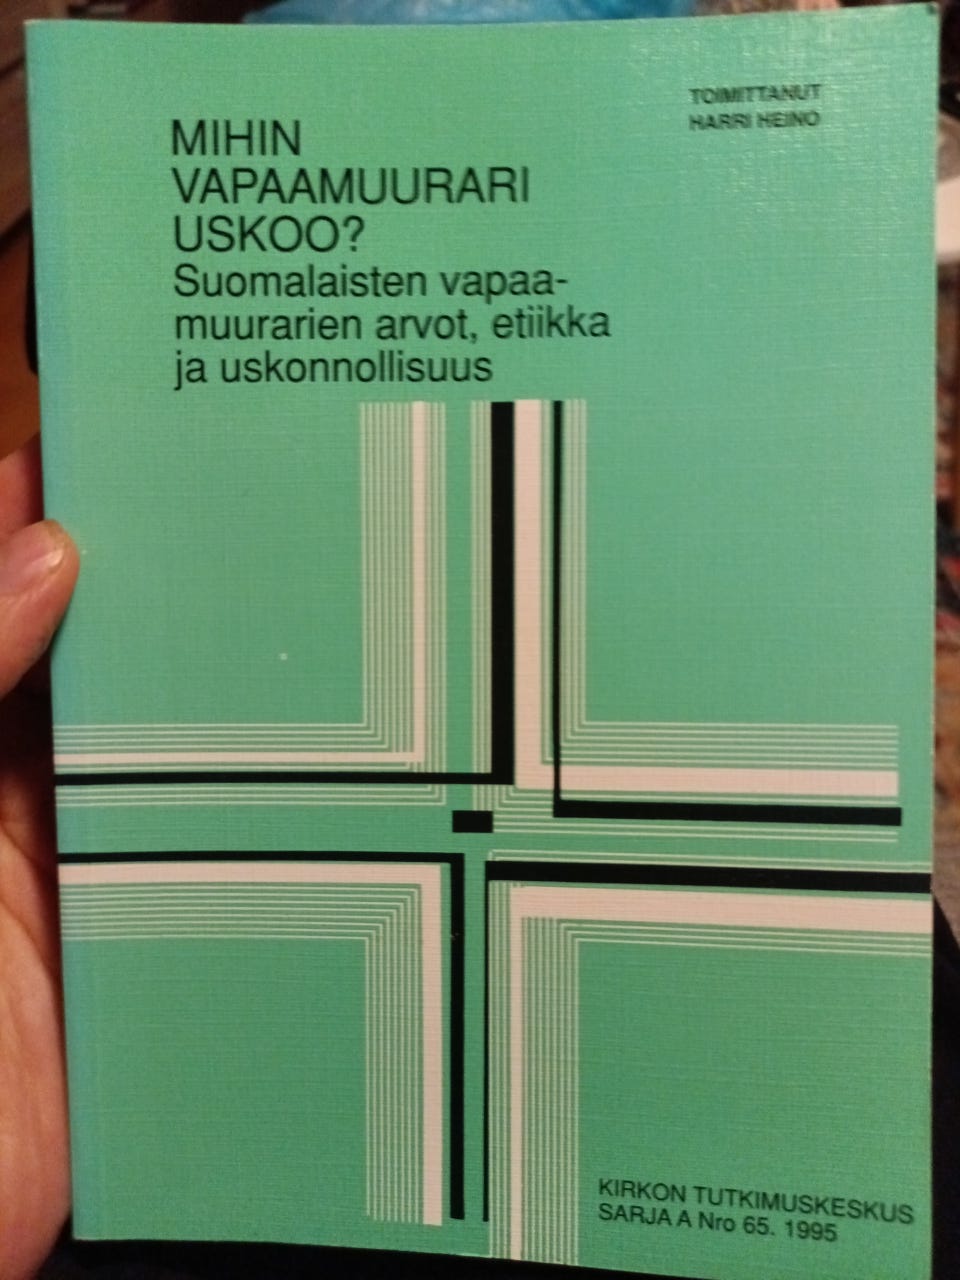 TOIMITTANUT
HARRI HEINO
MIHIN
VAPAAMUURARI
USKOO?
Suomalaisten vapaa-
muurarien arvot, etiikka
ja uskonnollisuus
KIRKON TUTKIMUSKESKUS
SARJA A Nro 65. 1995